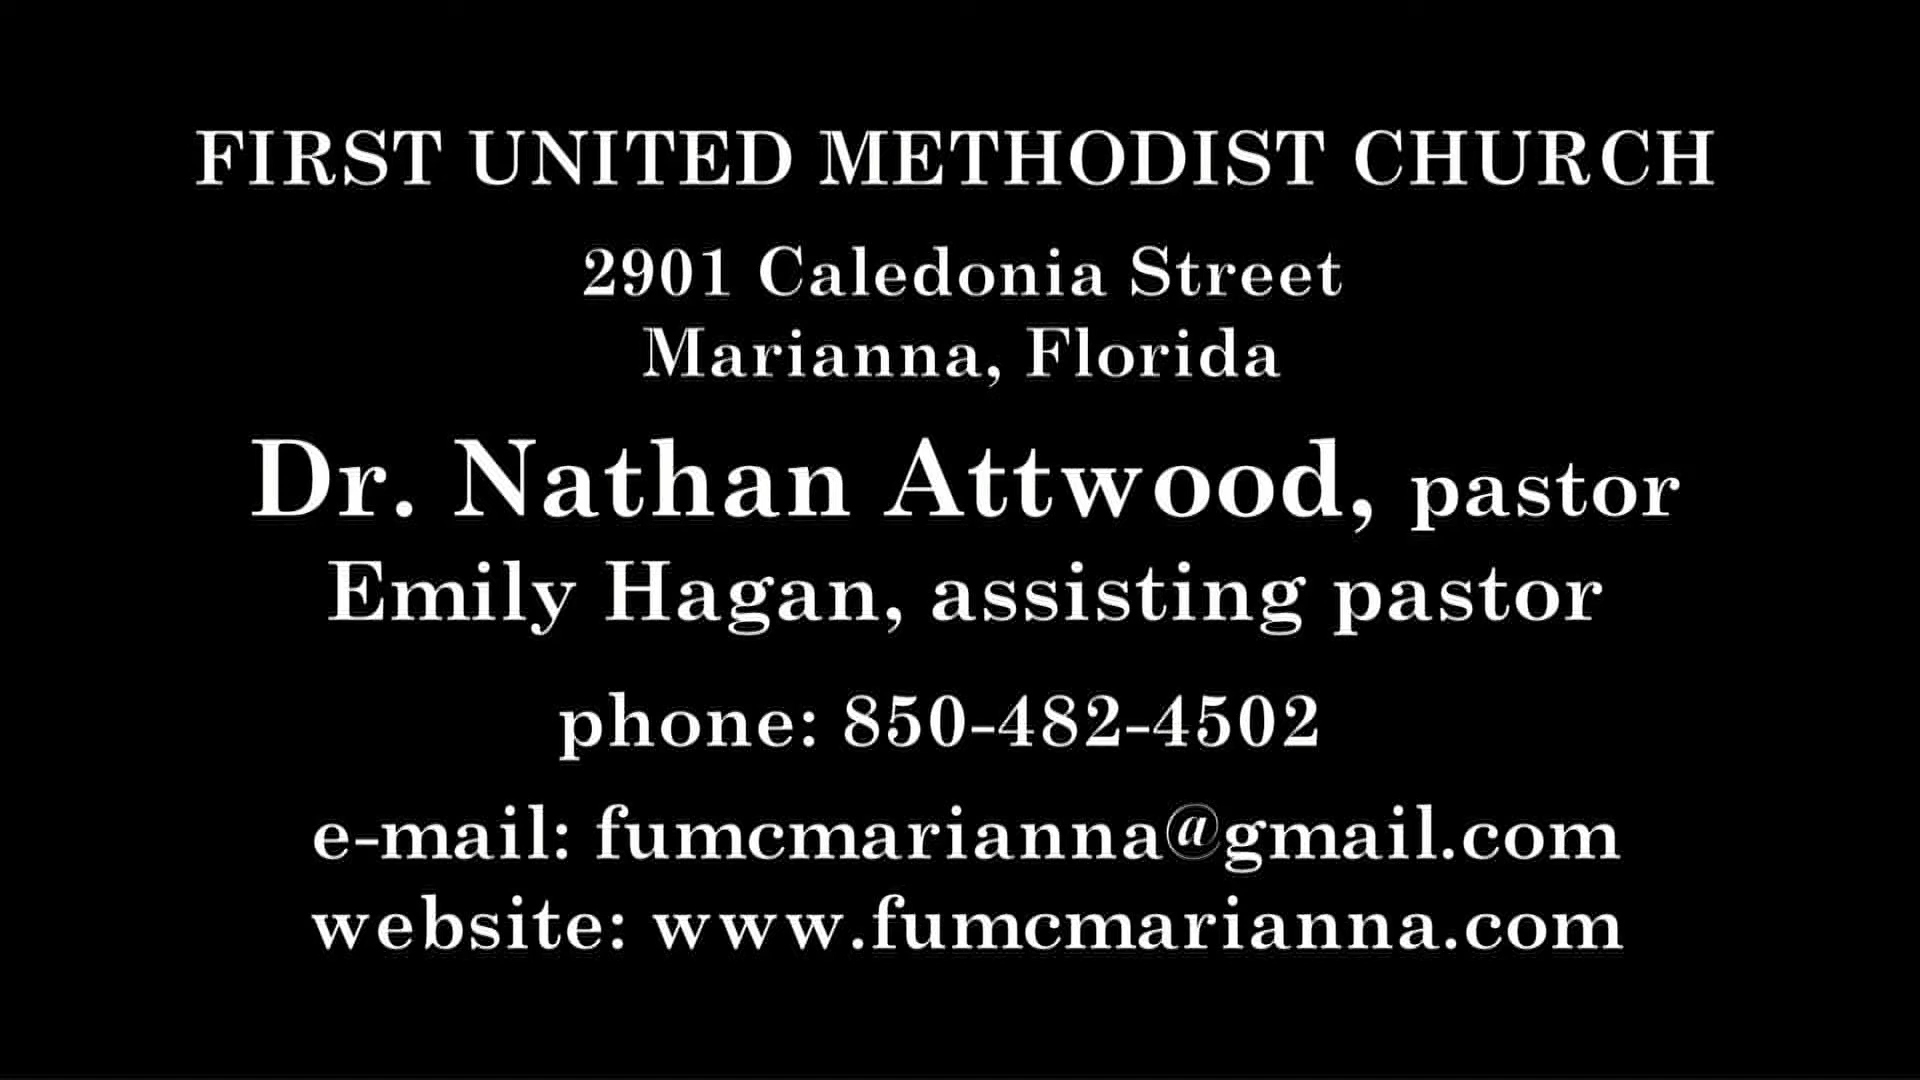 FIRST UNITED METHODIST CHURCH
2901 Caledonia Street
Marianna, Florida
Dr. Nathan Attwood, pastor
Emily Hagan, assisting pastor
phone: 850-482-4502
e-mail: fumcmarianna@gmail.com
website: www.fumcmarianna.com